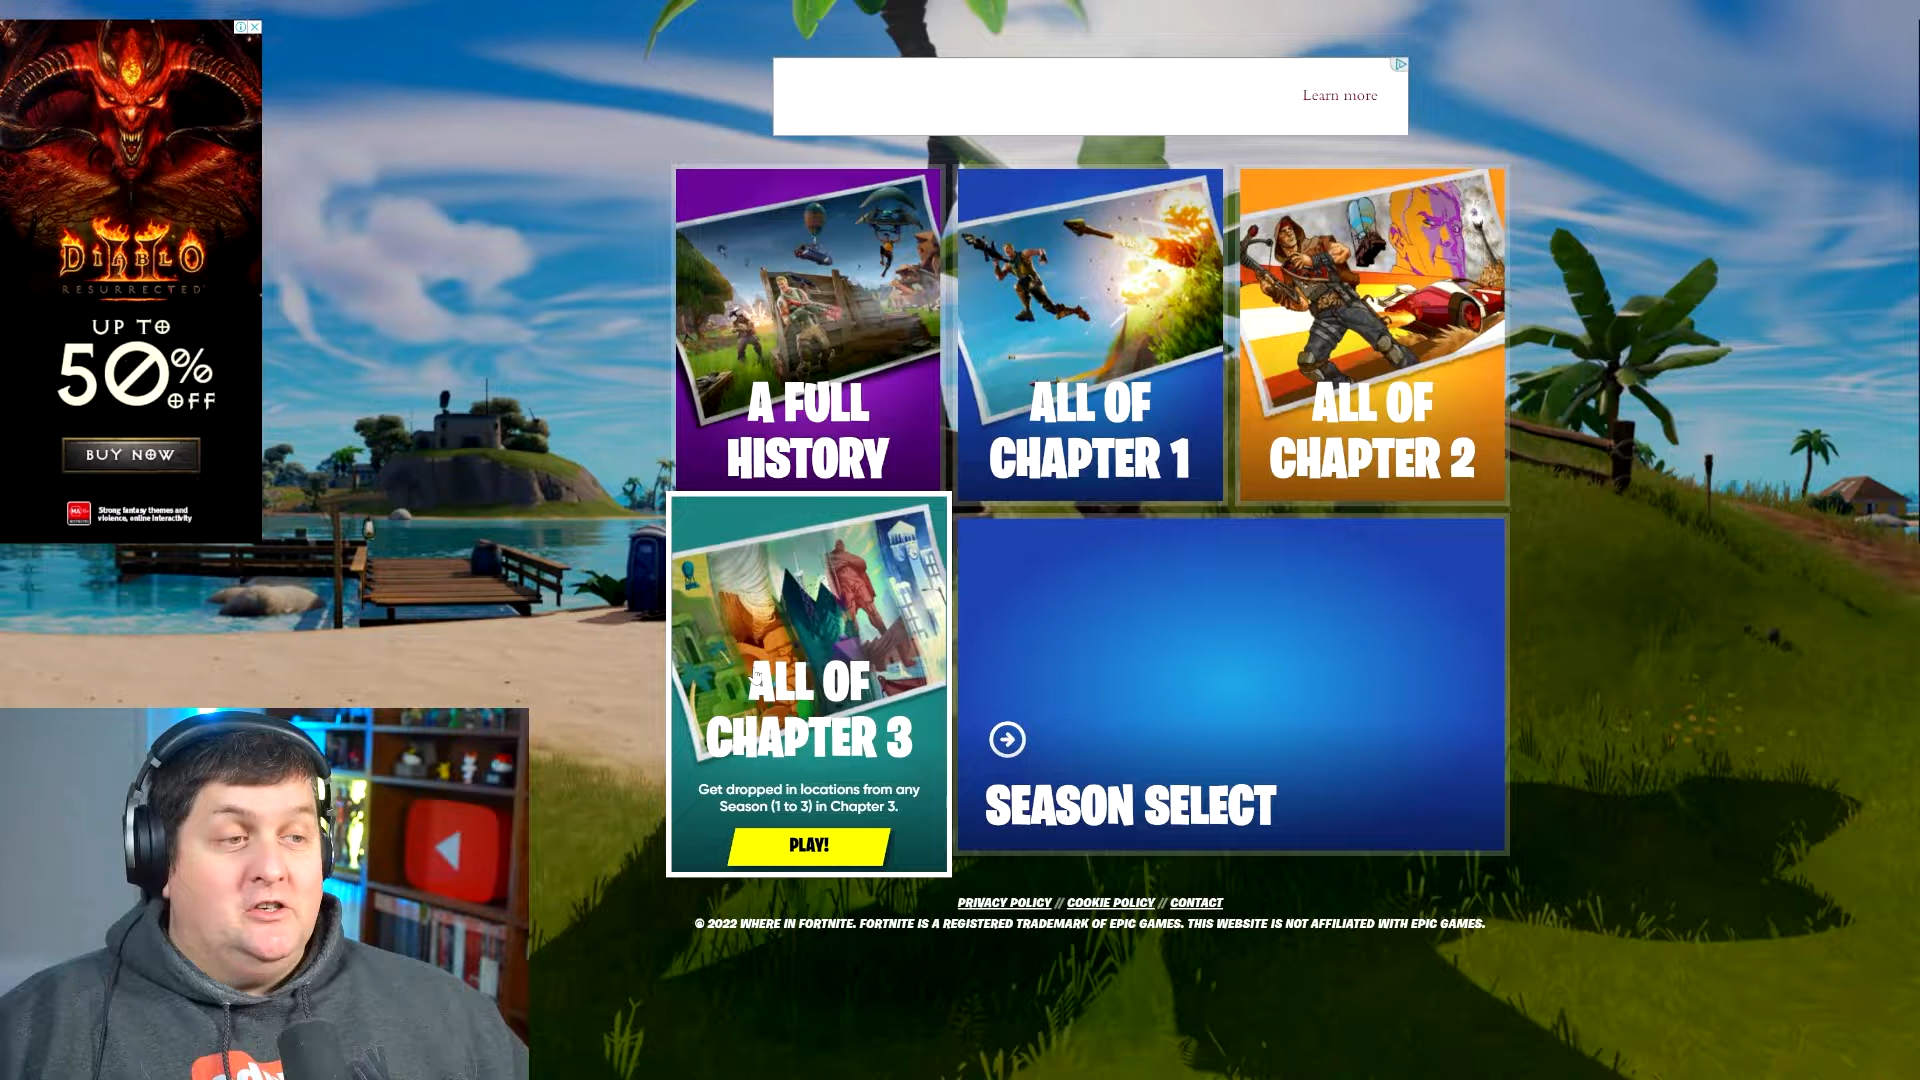 DIABLO
II
RESURRECTED
UP TO
50% OFF
BUY NOW
MA 15+
Strong fantasy themes and
violence, online interactivity
Learn more
A FULL
HISTORY
ALL OF
CHAPTER 1
ALL OF
CHAPTER 2
ALL OF
CHAPTER 3
Get dropped in locations from any
Season (1 to 3) in Chapter 3.
PLAY!
SEASON SELECT
PRIVACY POLICY // COOKIE POLICY // CONTACT
© 2022 WHERE IN FORTNITE. FORTNITE IS A REGISTERED TRADEMARK OF EPIC GAMES. THIS WEBSITE IS NOT AFFILIATED WITH EPIC GAMES.